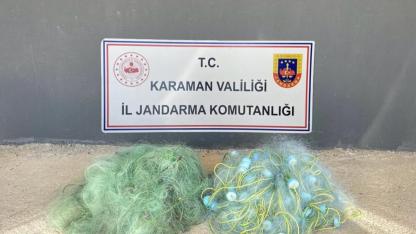 T.C.
KARAMAN VALİLİĞİ
İL JANDARMA KOMUTANLIĞI